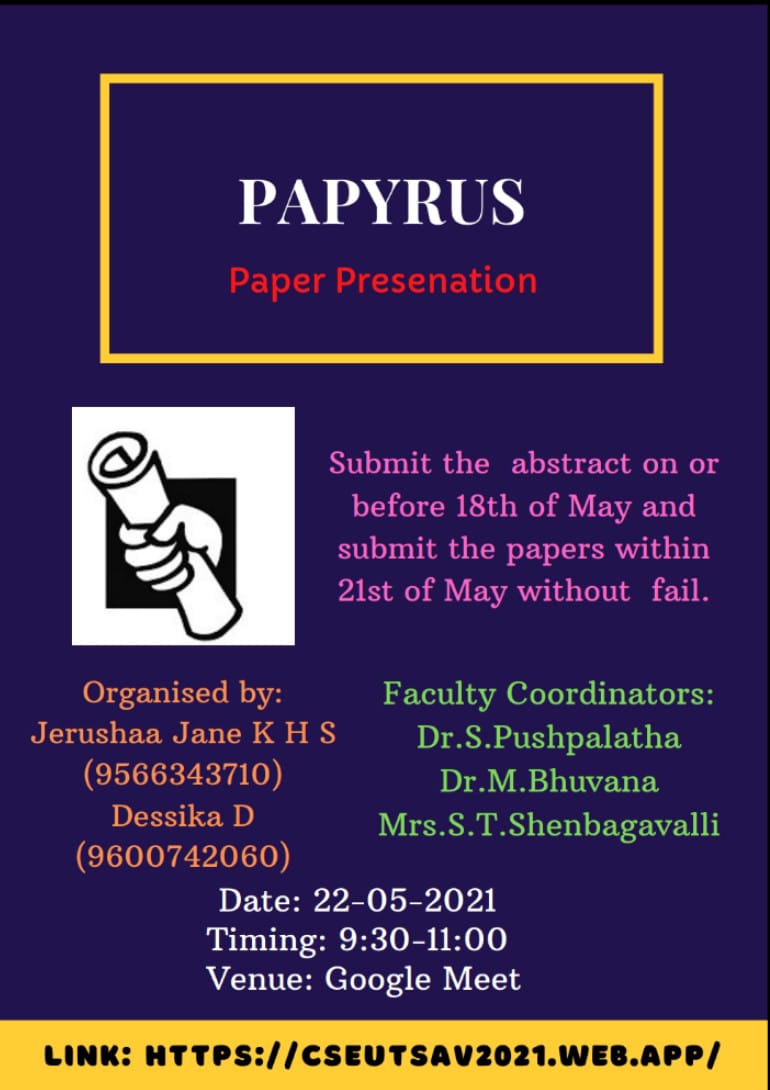 PAPYRUS
Paper Presenation
Submit the abstract on or
before 18th of May and
submit the papers within
21st of May without fail.
Organised by:
Jerushaa Jane K H S
(9566343710)
Dessika D
(9600742060)
Faculty Coordinators:
Dr.S.Pushpalatha
Dr.M.Bhuvana
Mrs.S.T.Shenbagavalli
Date: 22-05-2021
Timing: 9:30-11:00
Venue: Google Meet
LINK: HTTPS://CSEUTSAV2021.WEB.APP/